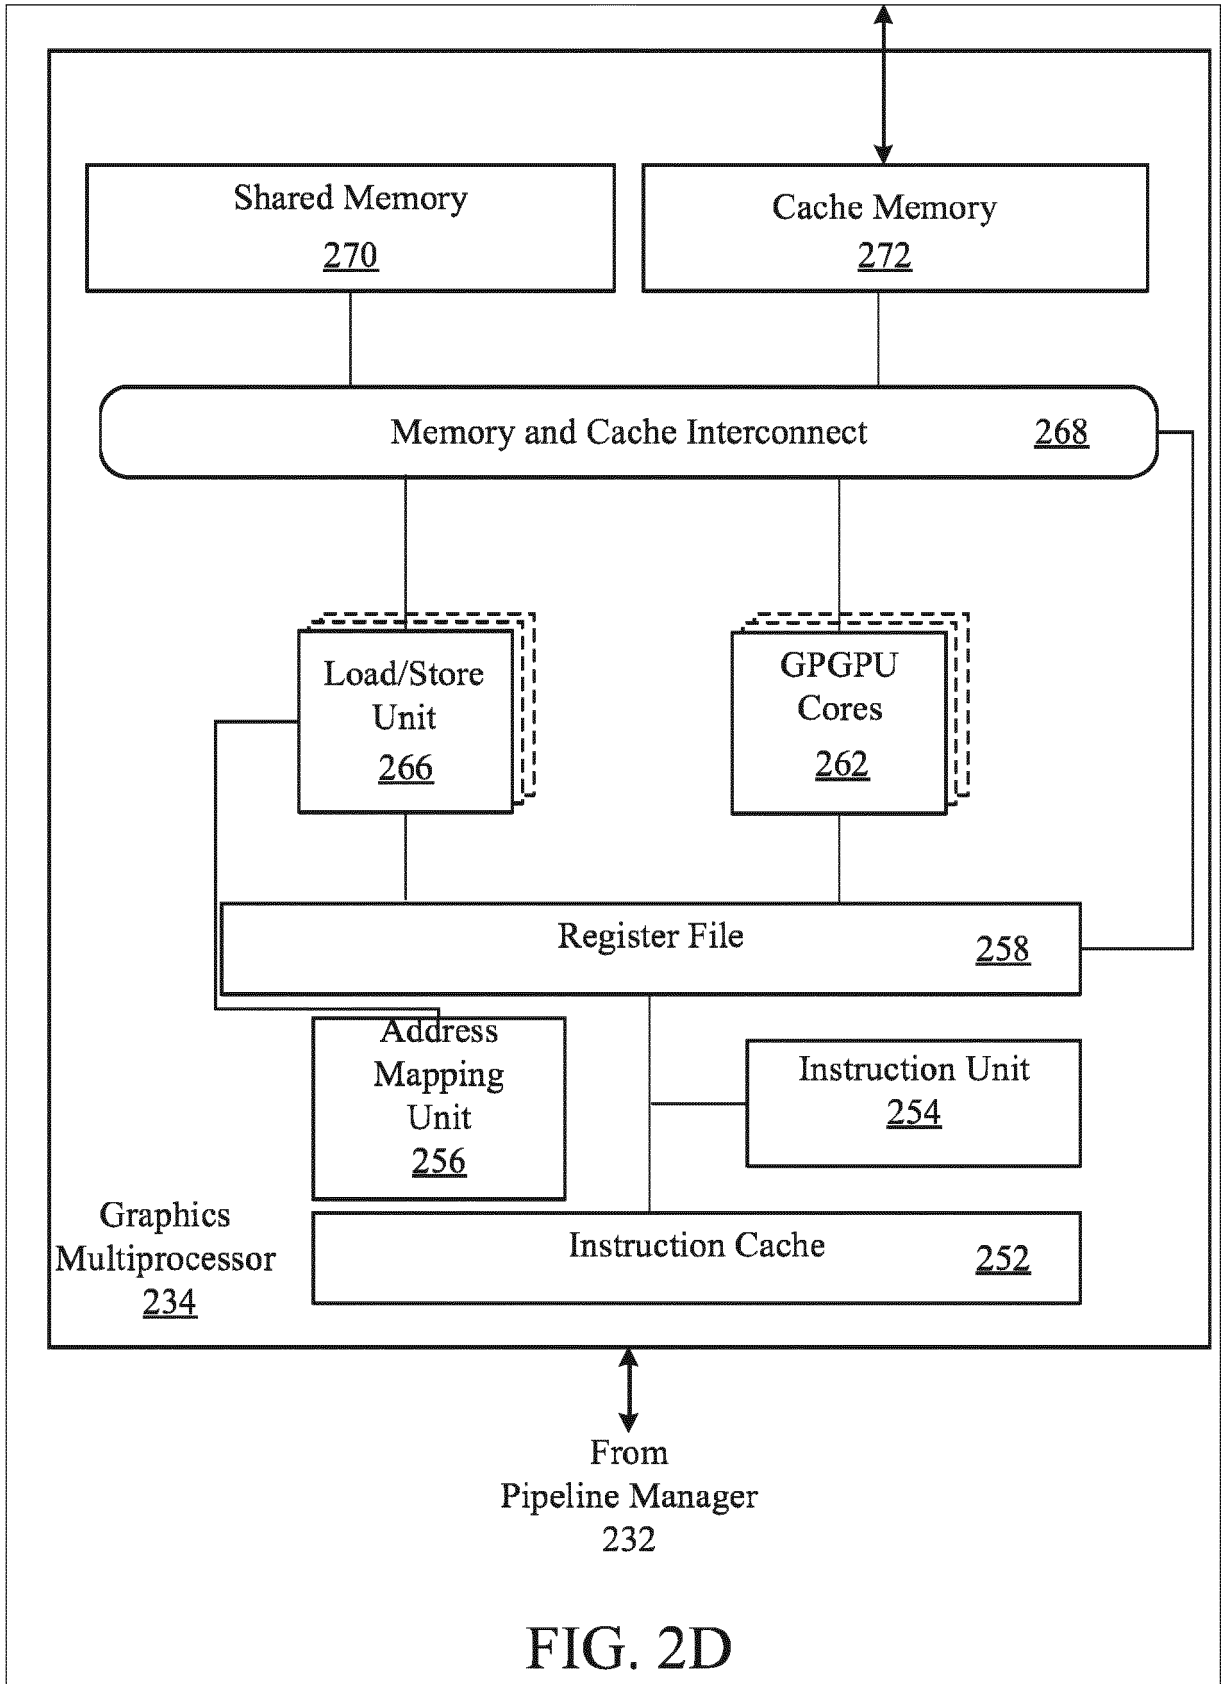 Shared Memory
270
Cache Memory
272
Memory and Cache Interconnect 268
Load/Store
Unit
266
GPGPU
Cores
262
Register File 258
Address
Mapping
Unit
256
Instruction Unit
254
Graphics
Multiprocessor
234
Instruction Cache 252
From
Pipeline Manager
232
FIG. 2D